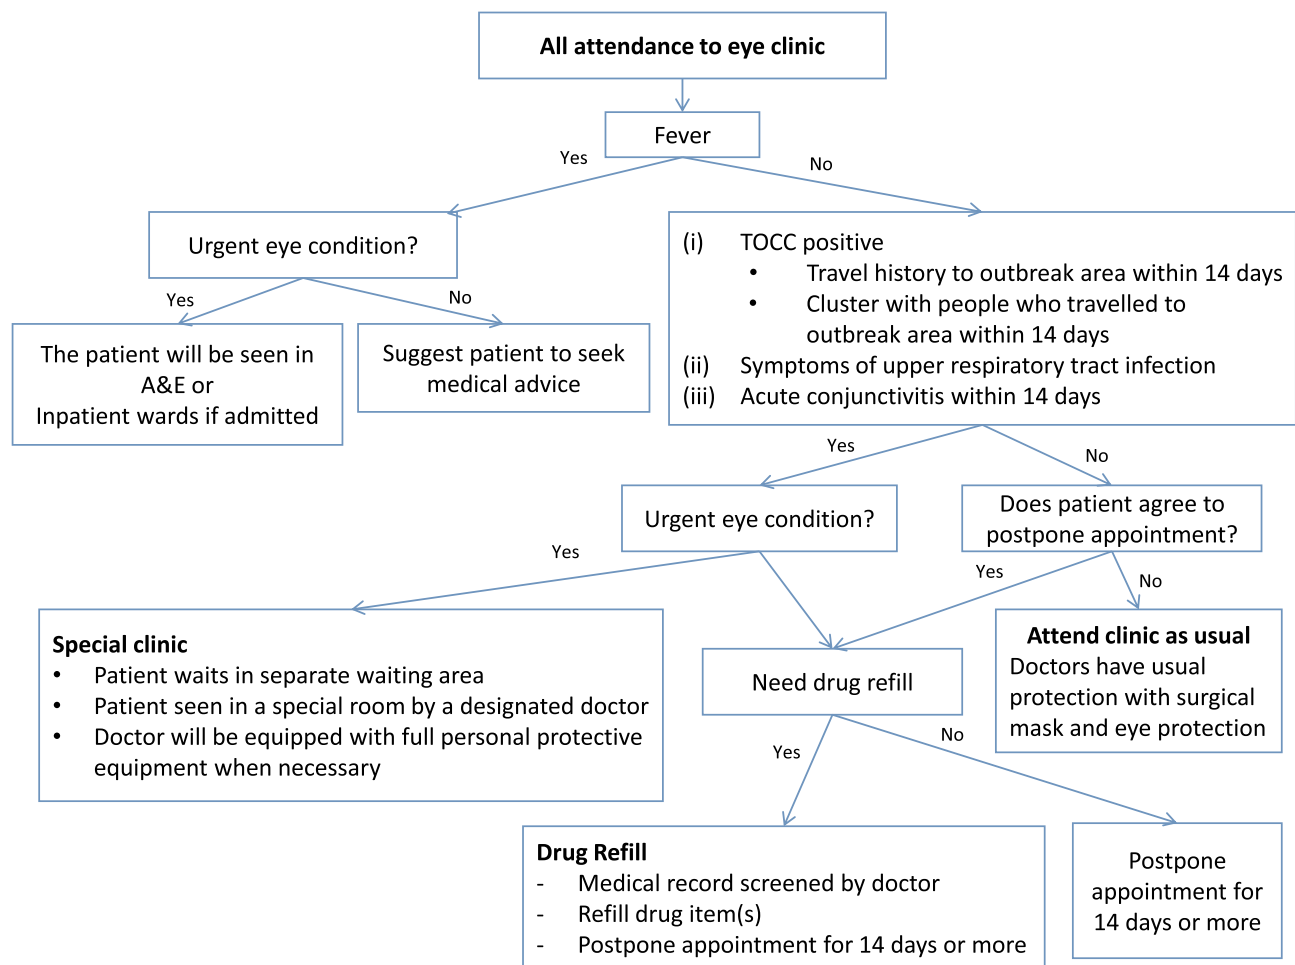 All attendance to eye clinic
Fever
Yes
No
Urgent eye condition?
(i) TOCC positive
• Travel history to outbreak area within 14 days
• Cluster with people who travelled to
outbreak area within 14 days
(ii) Symptoms of upper respiratory tract infection
(iii) Acute conjunctivitis within 14 days
Yes
No
The patient will be seen in
A&E or
Inpatient wards if admitted
Suggest patient to seek
medical advice
Yes
No
Urgent eye condition?
Does patient agree to
postpone appointment?
Yes
Yes
No
Special clinic
• Patient waits in separate waiting area
• Patient seen in a special room by a designated doctor
• Doctor will be equipped with full personal protective
equipment when necessary
Need drug refill
Attend clinic as usual
Doctors have usual
protection with surgical
mask and eye protection
Yes
No
Drug Refill
- Medical record screened by doctor
- Refill drug item(s)
- Postpone appointment for 14 days or more
Postpone
appointment for
14 days or more